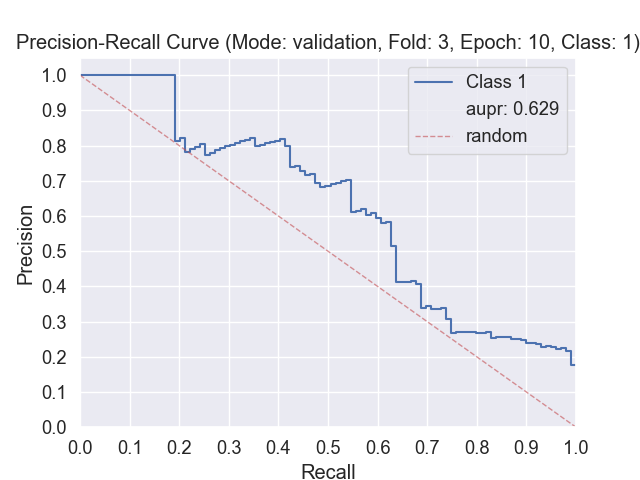 Precision-Recall Curve (Mode: validation, Fold: 3, Epoch: 10, Class: 1)
Class 1
aupr: 0.629
random
1.0
0.9
0.8
0.7
0.6
0.5
0.4
0.3
0.2
0.1
0.0
Precision
0.0 0.1 0.2 0.3 0.4 0.5 0.6 0.7 0.8 0.9 1.0
Recall